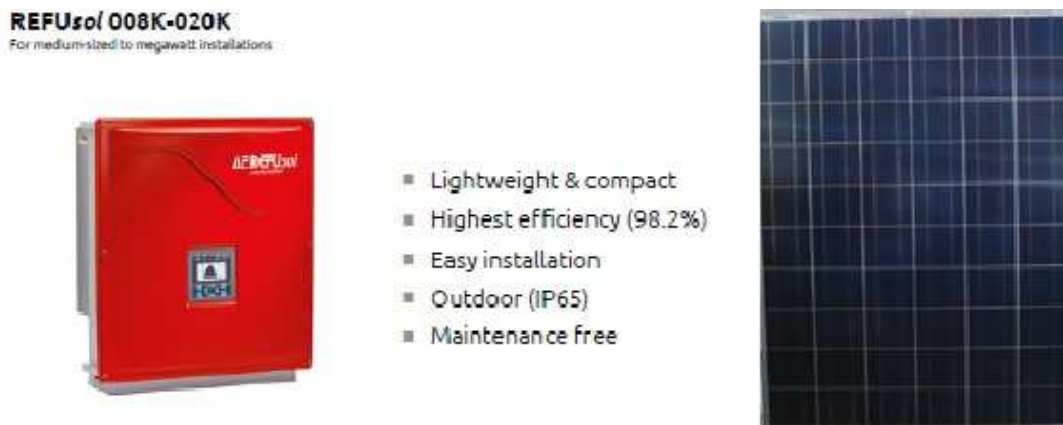 REFUsol 008K-020K
For medium-sized to megawatt installations
AEREFUsol
Lightweight & compact
Highest efficiency (98.2%)
Easy installation
Outdoor (IP65)
Maintenance free